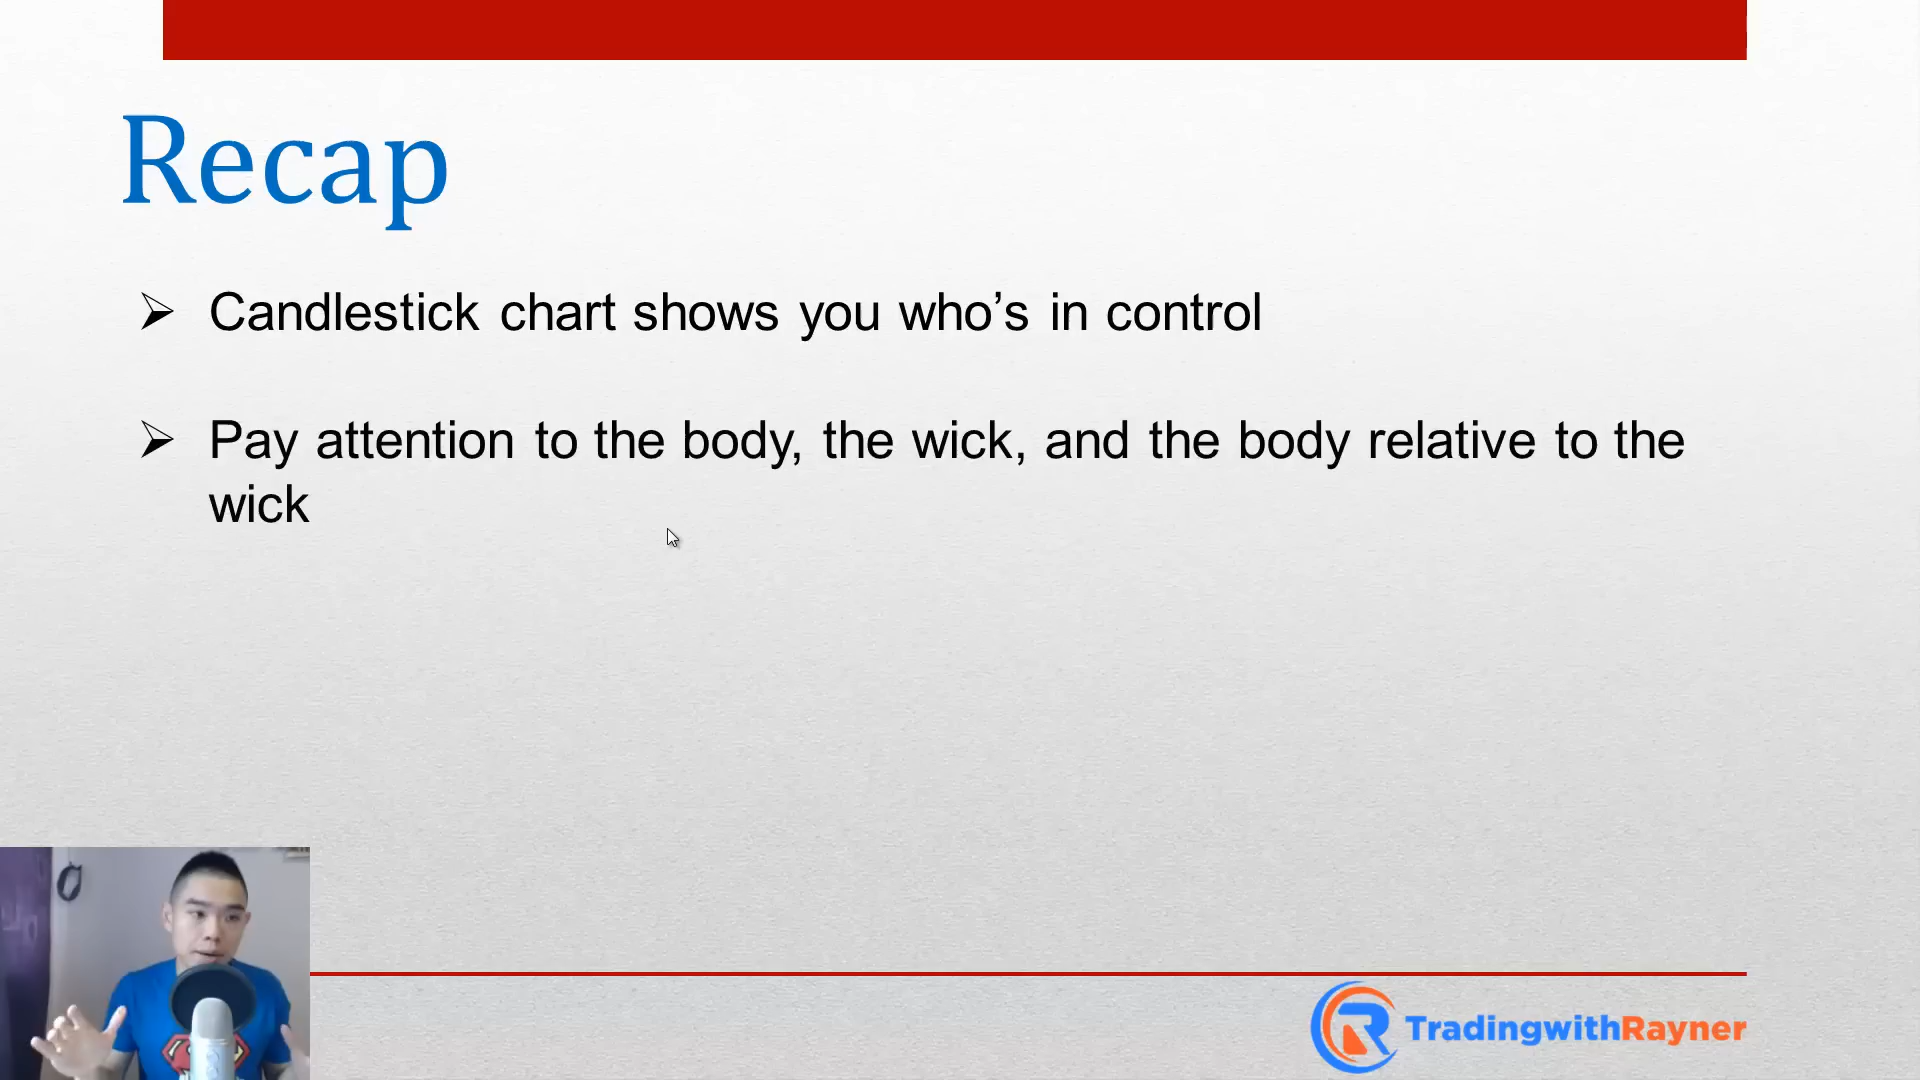 Recap
➢ Candlestick chart shows you who’s in control
➢ Pay attention to the body, the wick, and the body relative to the
wick
TradingwithRayner